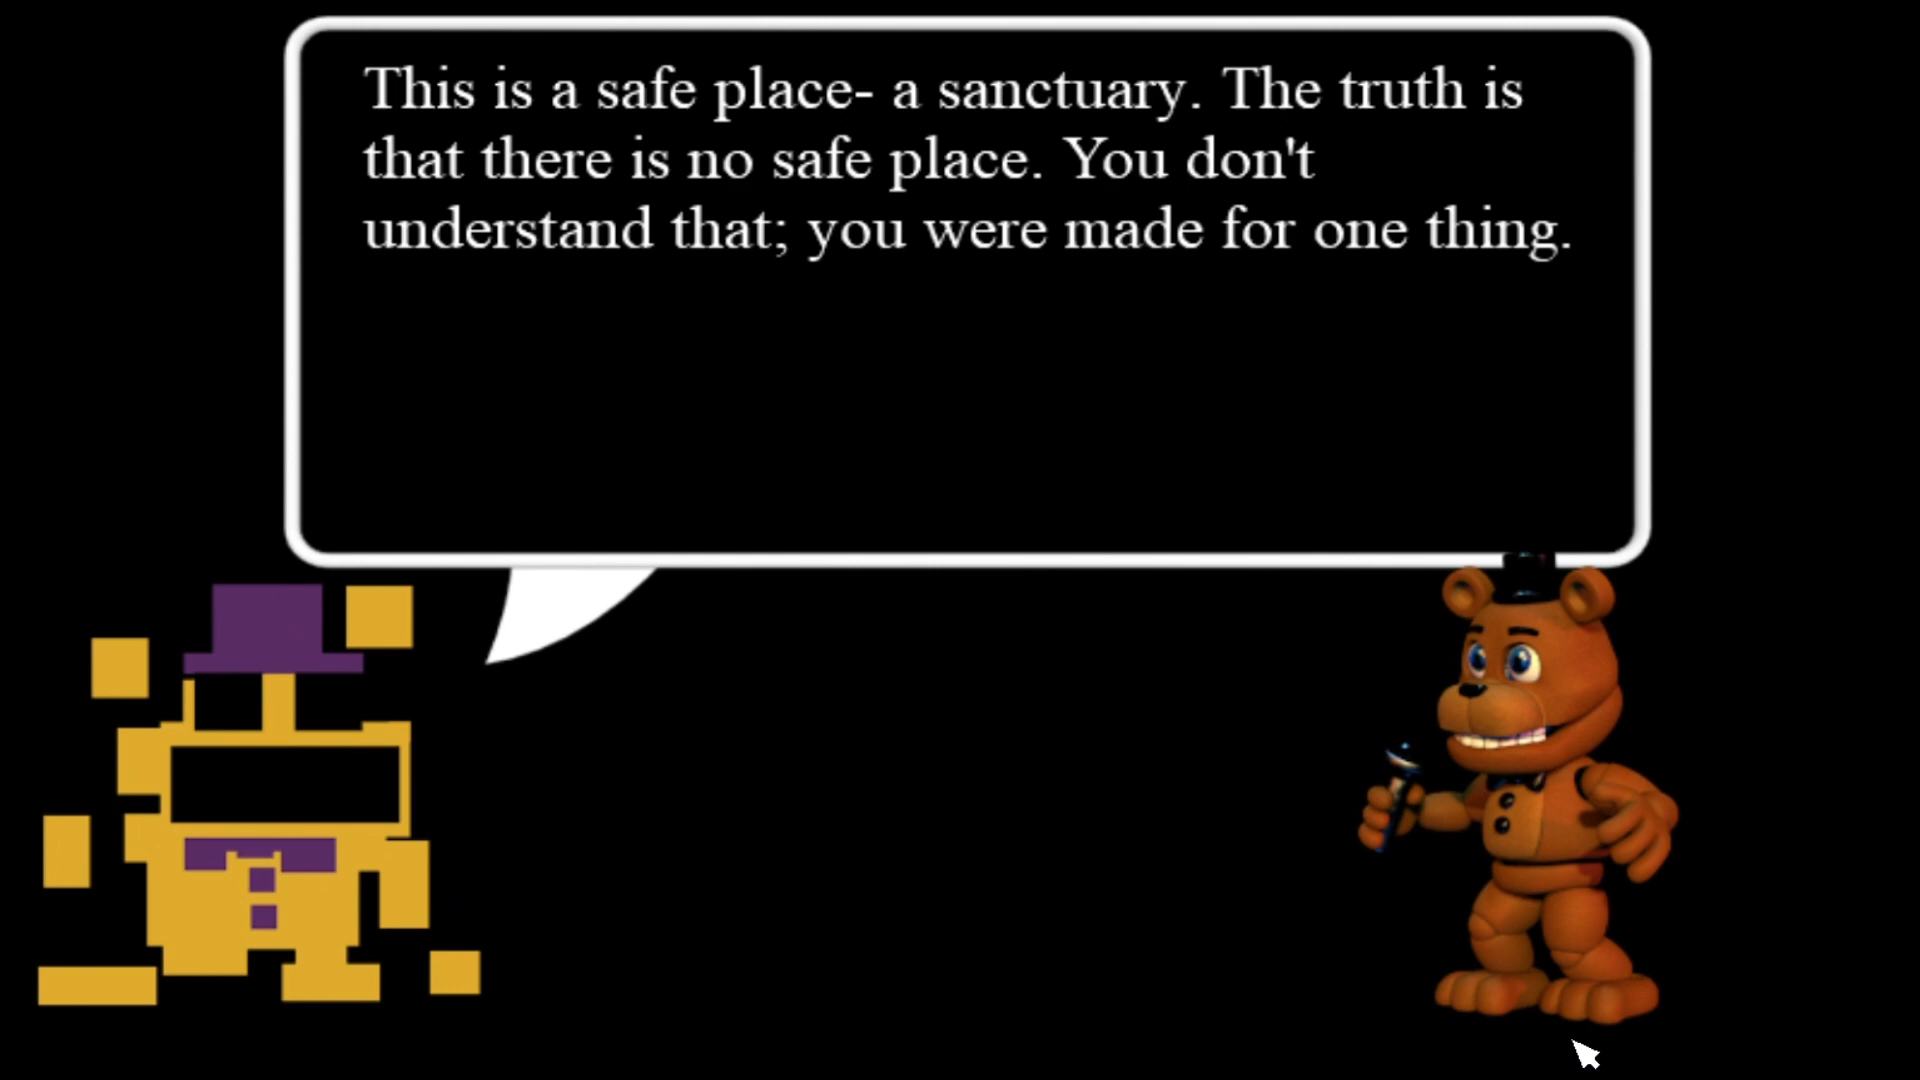 This is a safe place- a sanctuary. The truth is
that there is no safe place. You don't
understand that; you were made for one thing.